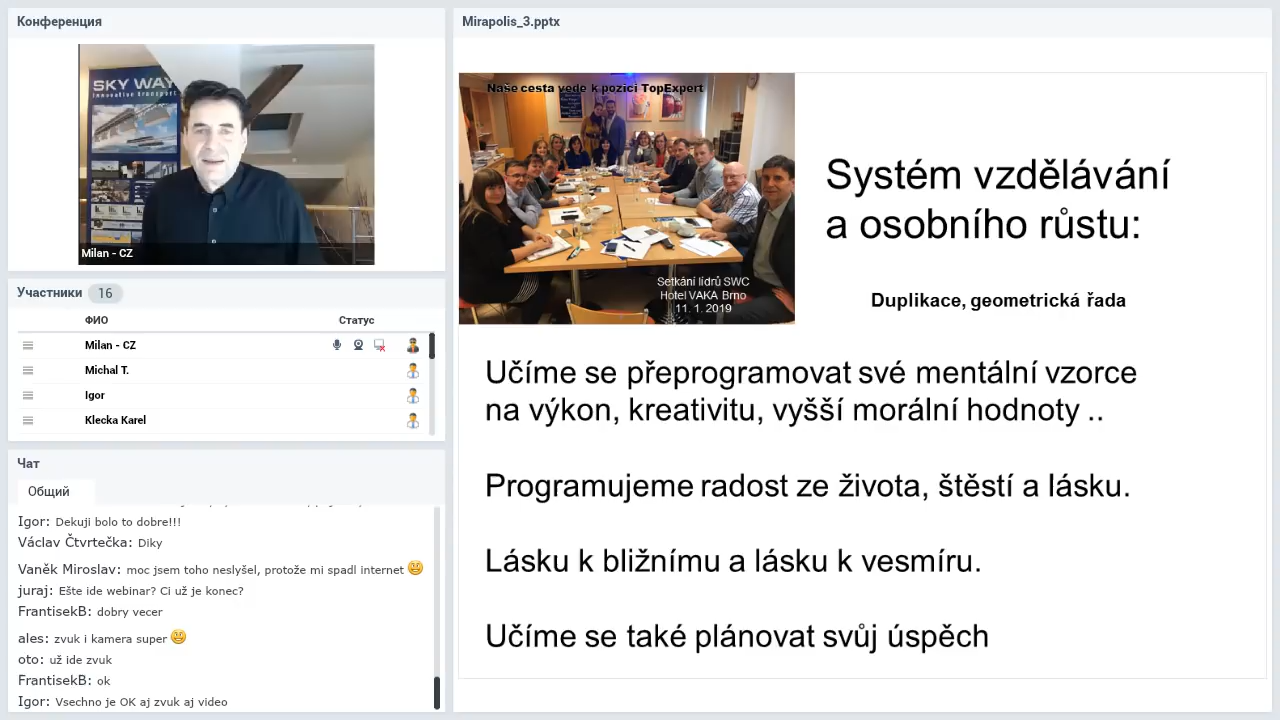 Конференция
SKY WAY
Innovative transport
Milan - CZ
Участники 16
ФИО Статус
Milan - CZ
Michal T.
Igor
Klecka Karel
Чат
Общий
Igor: Dekuji bolo to dobre!!!
Václav Čtvrtečka: Diky
Vaněk Miroslav: moc jsem toho neslyšel, protože mi spadl internet
juraj: Ešte ide webinar? Ci už je konec?
FrantisekB: dobry vecer
ales: zvuk i kamera super
oto: už ide zvuk
FrantisekB: ok
Igor: Vsechno je OK aj zvuk aj video
Mirapolis_3.pptx
Naše cesta vede k pozici TopExpert
Setkání lídrů SWC
Hotel VAKA Brno
11. 1. 2019
Systém vzdělávání
a osobního růstu:
Duplikace, geometrická řada
Učíme se přeprogramovat své mentální vzorce
na výkon, kreativitu, vyšší morální hodnoty ..
Programujeme radost ze života, štěstí a lásku.
Lásku k bližnímu a lásku k vesmíru.
Učíme se také plánovat svůj úspěch